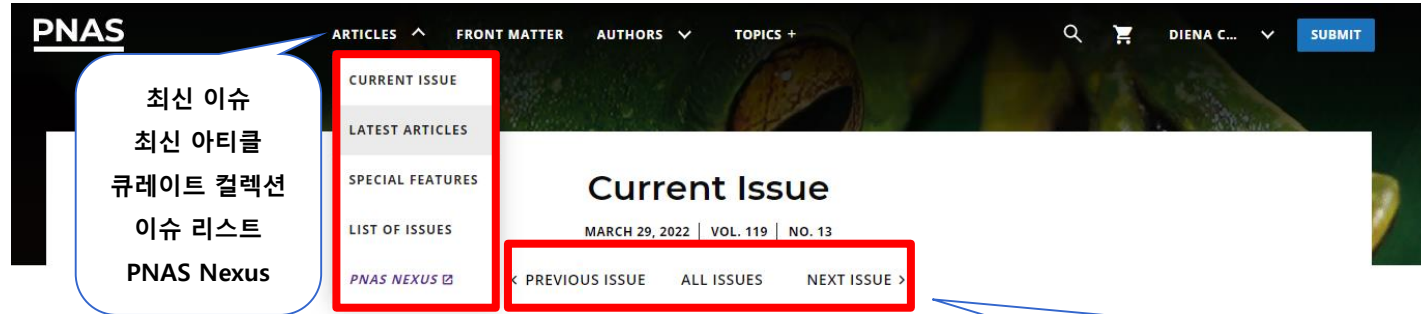 PNAS
ARTICLES
FRONT MATTER
AUTHORS
TOPICS +
DIENA C...
SUBMIT
최신 이슈
최신 아티클
큐레이트 컬렉션
이슈 리스트
PNAS Nexus
CURRENT ISSUE
LATEST ARTICLES
SPECIAL FEATURES
LIST OF ISSUES
PNAS NEXUS
Current Issue
MARCH 29, 2022 | VOL. 119 | NO. 13
< PREVIOUS ISSUE
ALL ISSUES
NEXT ISSUE >